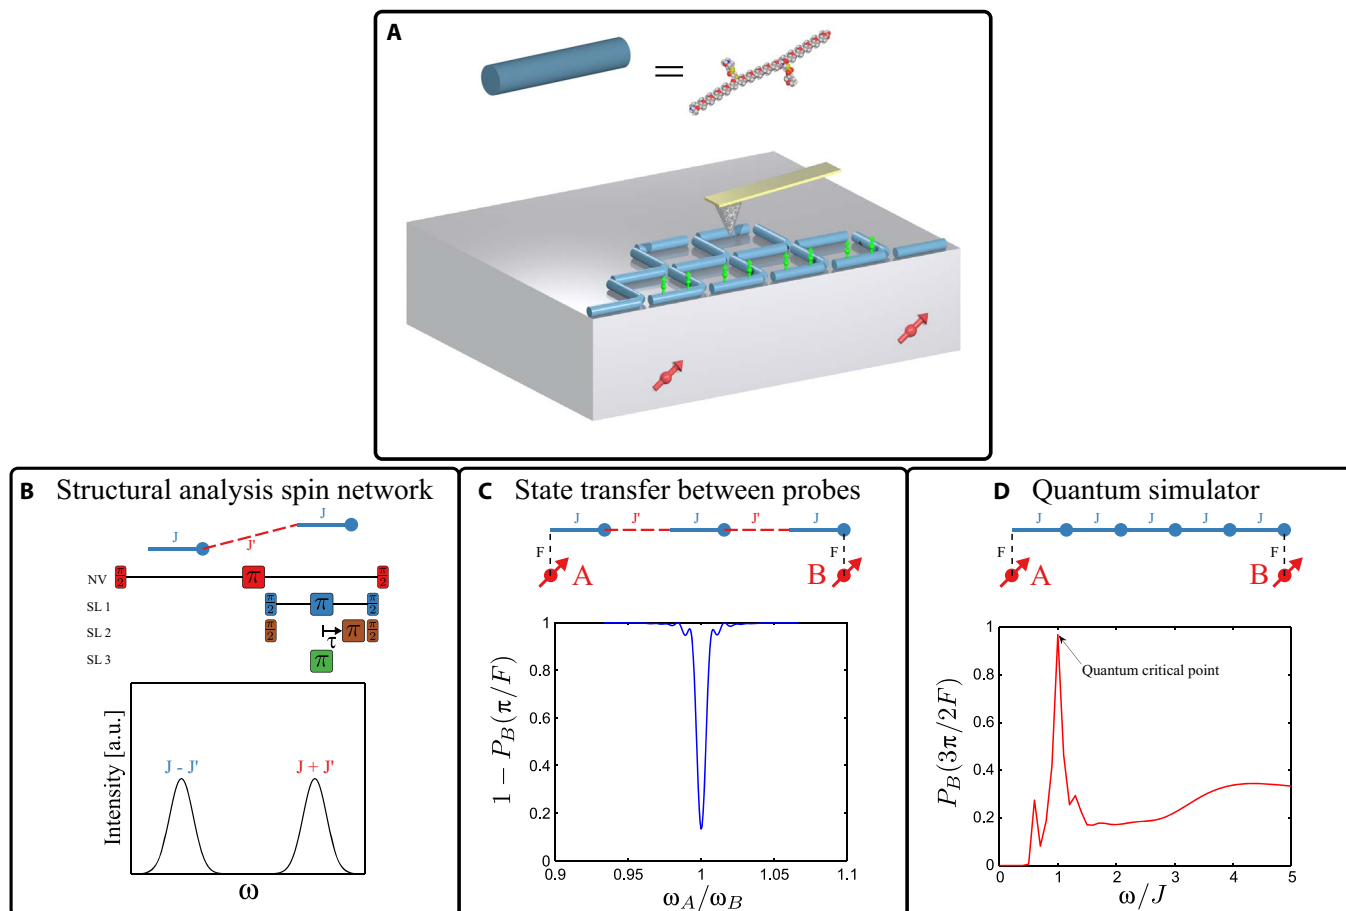 A
=
B Structural analysis spin network
J
J'
J
NV π/2 π π/2
SL 1 π/2 π π/2
SL 2 π/2 τ π π/2
SL 3 π
Intensity [a.u.]
J - J' J + J'
ω
C State transfer between probes
J J' J J' J
F F
A B
1 − P_B(π/F)
1
0.8
0.6
0.4
0.2
0
0.9 0.95 1 1.05 1.1
ω_A/ω_B
D Quantum simulator
J J J J J
F F
A B
P_B(3π/2F)
1
0.8
0.6
0.4
0.2
0
Quantum critical point
0 1 2 3 4 5
ω/J